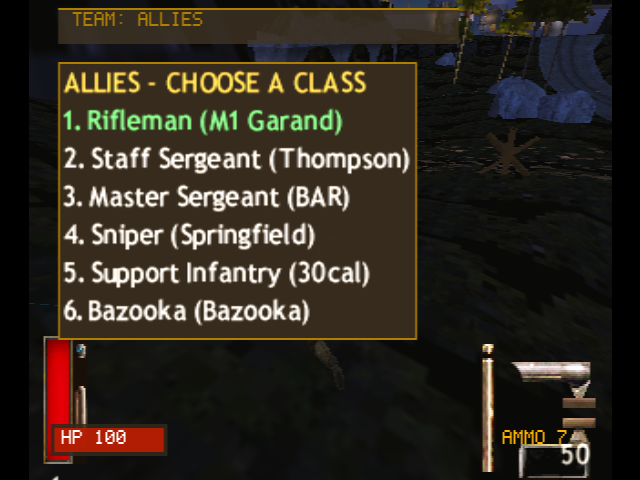 TEAM: ALLIES
ALLIES - CHOOSE A CLASS
1. Rifleman (M1 Garand)
2. Staff Sergeant (Thompson)
3. Master Sergeant (BAR)
4. Sniper (Springfield)
5. Support Infantry (30cal)
6. Bazooka (Bazooka)
HP 100
AMMO 7
50